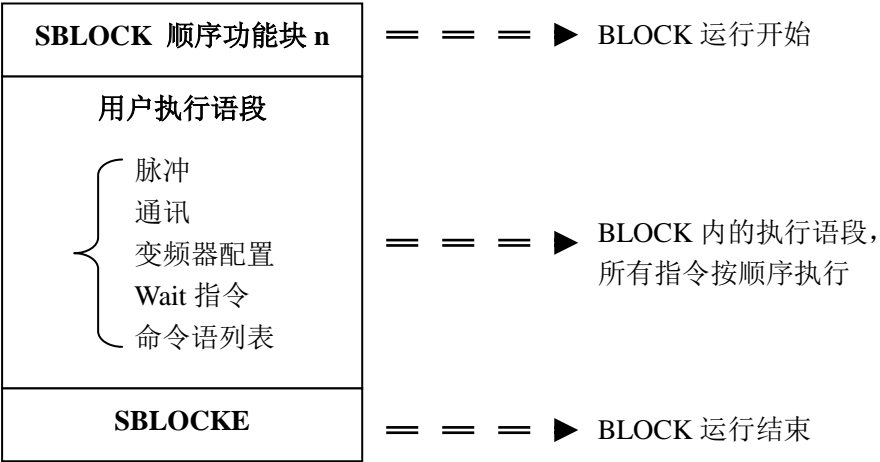 SBLOCK 顺序功能块 n
BLOCK 运行开始
用户执行语段
脉冲
通讯
变频器配置
Wait 指令
命令语列表
BLOCK 内的执行语段，
所有指令按顺序执行
SBLOCKE
BLOCK 运行结束